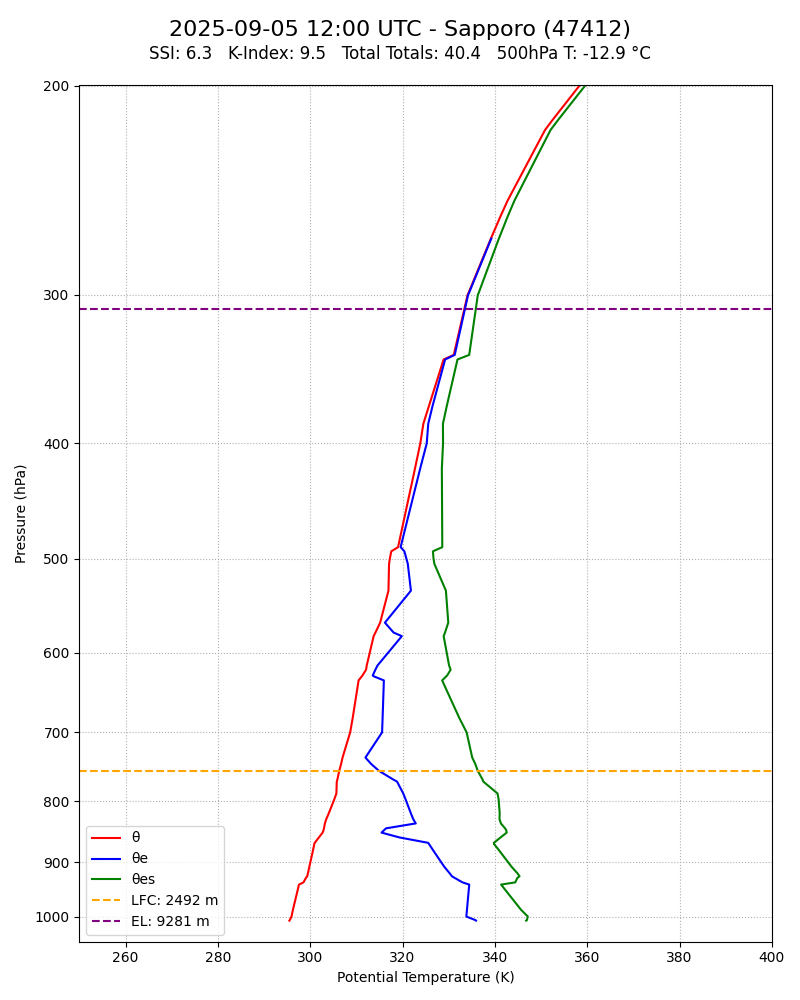 2025-09-05 12:00 UTC - Sapporo (47412)
SSI: 6.3   K-Index: 9.5   Total Totals: 40.4   500hPa T: -12.9 °C
200
300
400
500
600
700
800
900
1000
Pressure (hPa)
θ
θe
θes
LFC: 2492 m
EL: 9281 m
260 280 300 320 340 360 380 400
Potential Temperature (K)